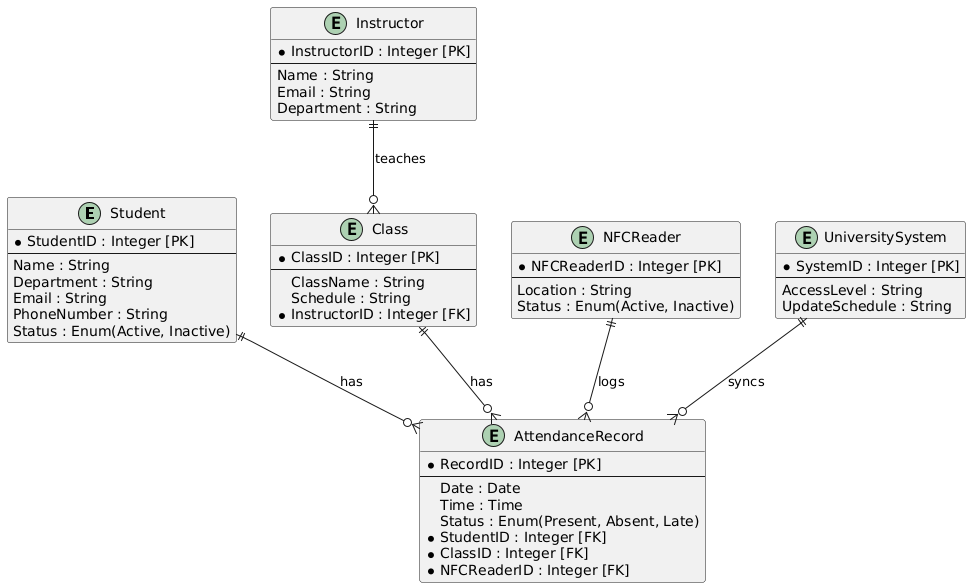 E Instructor
* InstructorID : Integer [PK]
Name : String
Email : String
Department : String
teaches
E Student
* StudentID : Integer [PK]
Name : String
Department : String
Email : String
PhoneNumber : String
Status : Enum(Active, Inactive)
E Class
* ClassID : Integer [PK]
ClassName : String
Schedule : String
* InstructorID : Integer [FK]
E NFCReader
* NFCReaderID : Integer [PK]
Location : String
Status : Enum(Active, Inactive)
E UniversitySystem
* SystemID : Integer [PK]
AccessLevel : String
UpdateSchedule : String
has
has
logs
syncs
E AttendanceRecord
* RecordID : Integer [PK]
Date : Date
Time : Time
Status : Enum(Present, Absent, Late)
* StudentID : Integer [FK]
* ClassID : Integer [FK]
* NFCReaderID : Integer [FK]